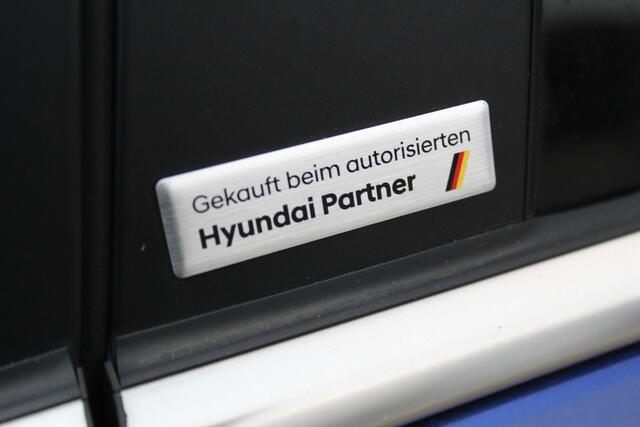 Gekauft beim autorisierten
Hyundai Partner